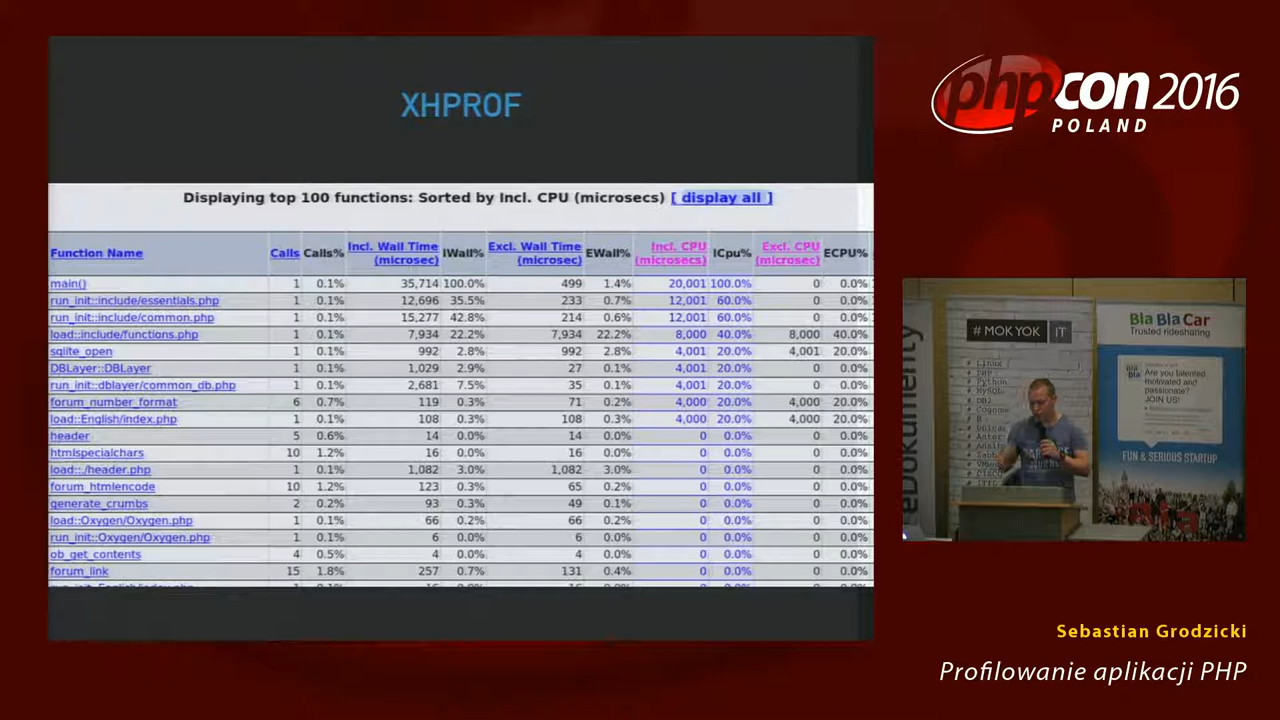 XHPROF
Displaying top 100 functions: Sorted by Incl. CPU (microsecs) [ display all ]
Function Name Calls Calls% Incl. Wall Time (microsec) IWall% Excl. Wall Time (microsec) EWall% Incl. CPU (microsecs) ICpu% Excl. CPU (microsec) ECPU%
main() 1 0.1% 35,714 100.0% 499 1.4% 20,001 100.0% 0 0.0%
run_init::include/essentials.php 1 0.1% 12,696 35.5% 233 0.7% 12,001 60.0% 0 0.0%
run_init::include/common.php 1 0.1% 15,277 42.8% 214 0.6% 12,001 60.0% 0 0.0%
load::include/functions.php 1 0.1% 7,934 22.2% 7,934 22.2% 8,000 40.0% 8,000 40.0%
sqlite_open 1 0.1% 992 2.8% 992 2.8% 4,001 20.0% 4,001 20.0%
DBLayer::DBLayer 1 0.1% 1,029 2.9% 27 0.1% 4,001 20.0% 0 0.0%
run_init::dblayer/common_db.php 1 0.1% 2,681 7.5% 35 0.1% 4,001 20.0% 0 0.0%
forum_number_format 6 0.7% 119 0.3% 71 0.2% 4,000 20.0% 4,000 20.0%
load::English/index.php 1 0.1% 108 0.3% 108 0.3% 4,000 20.0% 4,000 20.0%
header 5 0.6% 14 0.0% 14 0.0% 0 0.0% 0 0.0%
htmlspecialchars 10 1.2% 16 0.0% 16 0.0% 0 0.0% 0 0.0%
load::./header.php 1 0.1% 1,082 3.0% 1,082 3.0% 0 0.0% 0 0.0%
forum_htmlencode 10 1.2% 123 0.3% 65 0.2% 0 0.0% 0 0.0%
generate_crumbs 2 0.2% 93 0.3% 49 0.1% 0 0.0% 0 0.0%
load::Oxygen/Oxygen.php 1 0.1% 66 0.2% 66 0.2% 0 0.0% 0 0.0%
run_init::Oxygen/Oxygen.php 1 0.1% 6 0.0% 6 0.0% 0 0.0% 0 0.0%
ob_get_contents 4 0.5% 4 0.0% 4 0.0% 0 0.0% 0 0.0%
forum_link 15 1.8% 257 0.7% 131 0.4% 0 0.0% 0 0.0%
phpcon 2016
POLAND
eDokumenty
# MOK YOK IT
# Linux
# PHP
# Python
# MySQL
# DB2
Bla Bla Car
Trusted ridesharing
Are you talented
motivated and
passionate?
JOIN US!
FUN & SERIOUS STARTUP
Sebastian Grodzicki
Profilowanie aplikacji PHP